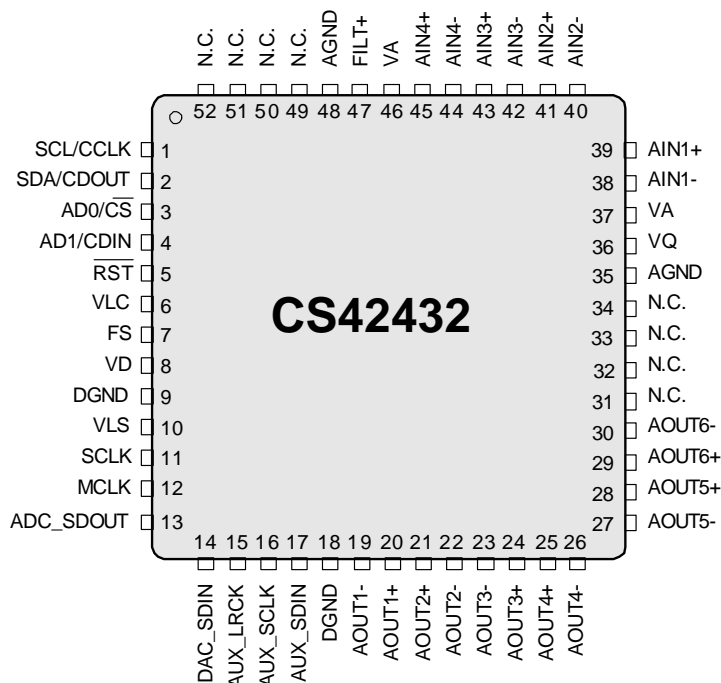 N.C. N.C. N.C. N.C. AGND FILT+ VA AIN4+ AIN4- AIN3+ AIN3- AIN2+ AIN2-
52 51 50 49 48 47 46 45 44 43 42 41 40
SCL/CCLK 1
SDA/CDOUT 2
AD0/CS 3
AD1/CDIN 4
RST 5
VLC 6
FS 7
VD 8
DGND 9
VLS 10
SCLK 11
MCLK 12
ADC_SDOUT 13
CS42432
39 AIN1+
38 AIN1-
37 VA
36 VQ
35 AGND
34 N.C.
33 N.C.
32 N.C.
31 N.C.
30 AOUT6-
29 AOUT6+
28 AOUT5+
27 AOUT5-
14 15 16 17 18 19 20 21 22 23 24 25 26
DAC_SDIN AUX_LRCK AUX_SCLK AUX_SDIN DGND AOUT1- AOUT1+ AOUT2+ AOUT2- AOUT3- AOUT3+ AOUT4+ AOUT4-